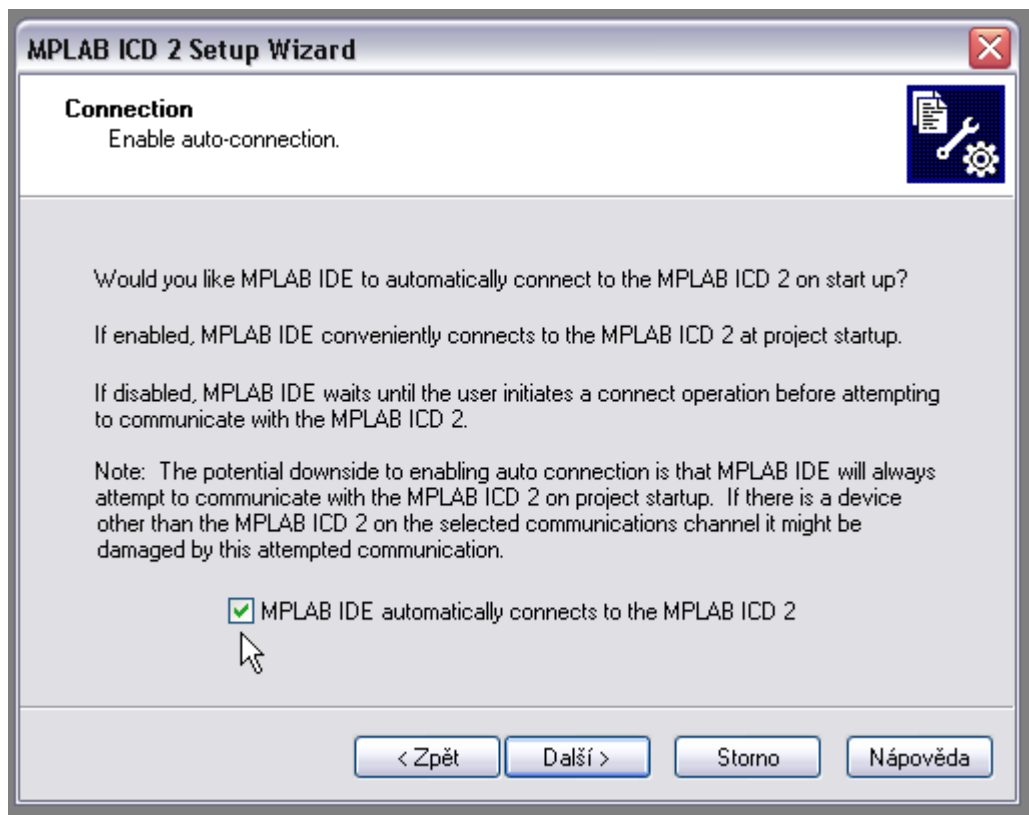 MPLAB ICD 2 Setup Wizard
Connection
Enable auto-connection.
Would you like MPLAB IDE to automatically connect to the MPLAB ICD 2 on start up?
If enabled, MPLAB IDE conveniently connects to the MPLAB ICD 2 at project startup.
If disabled, MPLAB IDE waits until the user initiates a connect operation before attempting
to communicate with the MPLAB ICD 2.
Note:  The potential downside to enabling auto connection is that MPLAB IDE will always
attempt to communicate with the MPLAB ICD 2 on project startup.  If there is a device
other than the MPLAB ICD 2 on the selected communications channel it might be
damaged by this attempted communication.
MPLAB IDE automatically connects to the MPLAB ICD 2
< Zpět Další > Storno Nápověda